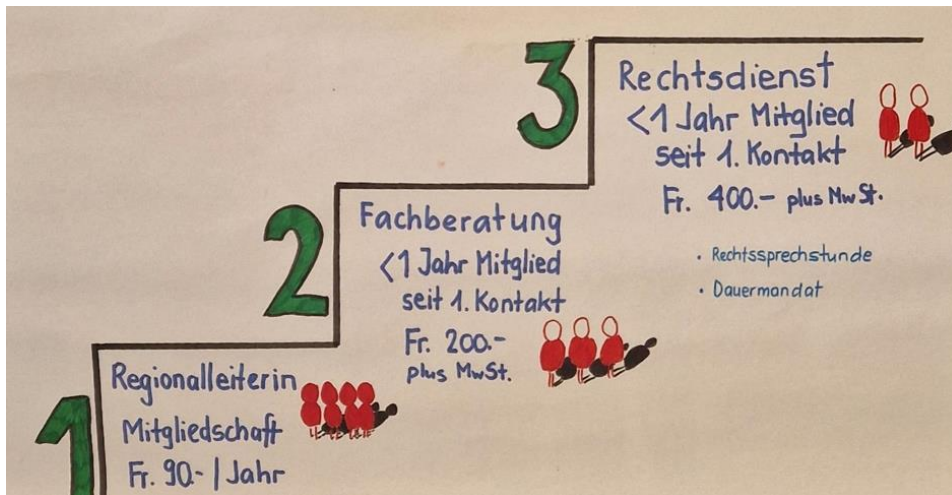 1
Regionalleiterin
Mitgliedschaft
Fr. 90.- | Jahr
2
Fachberatung
<1 Jahr Mitglied
seit 1. Kontakt
Fr. 200.-
plus MwSt.
3
Rechtsdienst
<1 Jahr Mitglied
seit 1. Kontakt
Fr. 400.- plus MwSt.
• Rechtssprechstunde
• Dauermandat